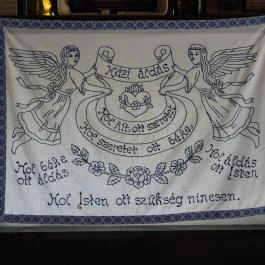 Házi áldás
Hol hit ott szeretet
Hol szeretet ott béke
Hol béke
ott áldás
Hol áldás
ott Isten
Hol Isten ott szükség nincsen.